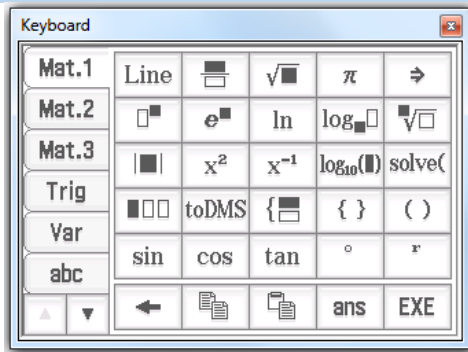 Keyboard
Mat.1
Mat.2
Mat.3
Trig
Var
abc
Line √■ π ⇒
□■ e■ ln log■□ ■√□
|■| x² x⁻¹ log₁₀(■) solve(
■□□ toDMS { { } ( )
sin cos tan ° r
← ans EXE